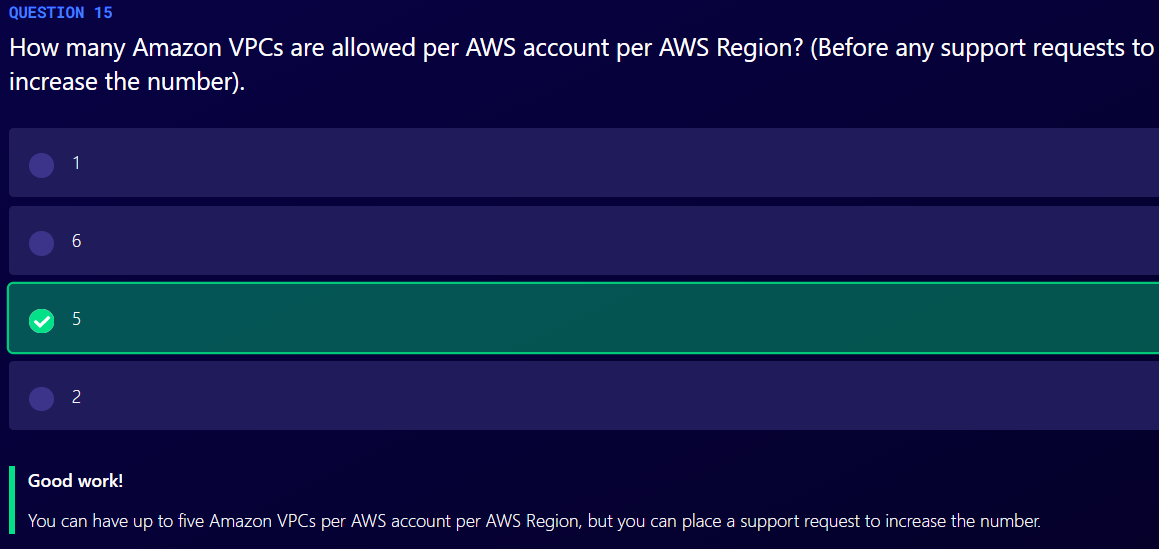 QUESTION 15
How many Amazon VPCs are allowed per AWS account per AWS Region? (Before any support requests to
increase the number).
1
6
5
2
Good work!
You can have up to five Amazon VPCs per AWS account per AWS Region, but you can place a support request to increase the number.